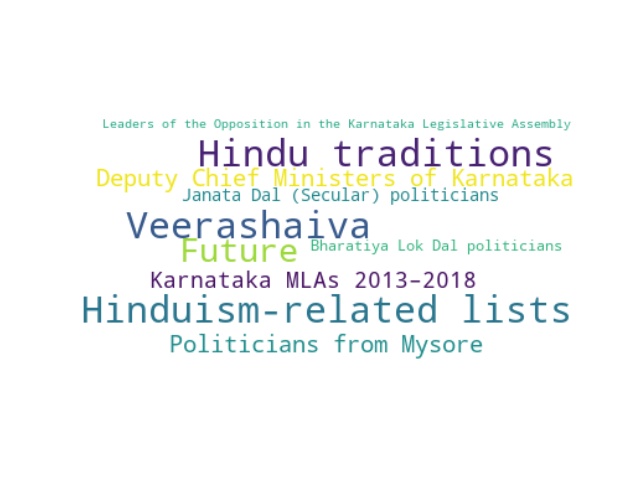 Leaders of the Opposition in the Karnataka Legislative Assembly
Hindu traditions
Deputy Chief Ministers of Karnataka
Janata Dal (Secular) politicians
Veerashaiva
Future
Bharatiya Lok Dal politicians
Karnataka MLAs 2013–2018
Hinduism-related lists
Politicians from Mysore